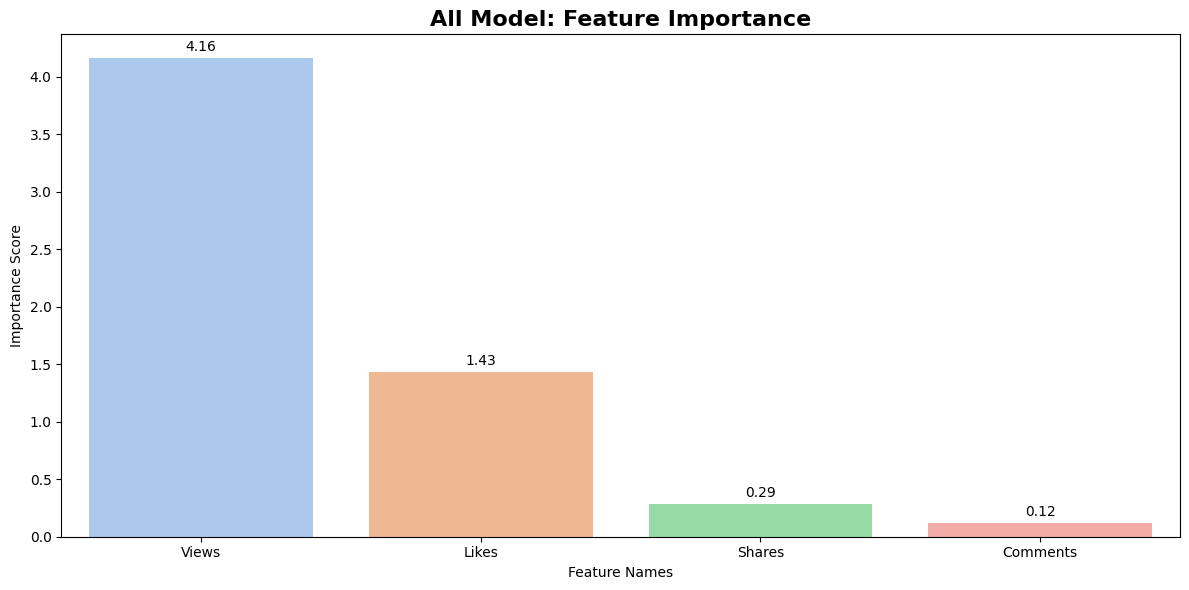 All Model: Feature Importance
Importance Score
4.0
3.5
3.0
2.5
2.0
1.5
1.0
0.5
0.0
4.16
1.43
0.29
0.12
Views
Likes
Shares
Comments
Feature Names